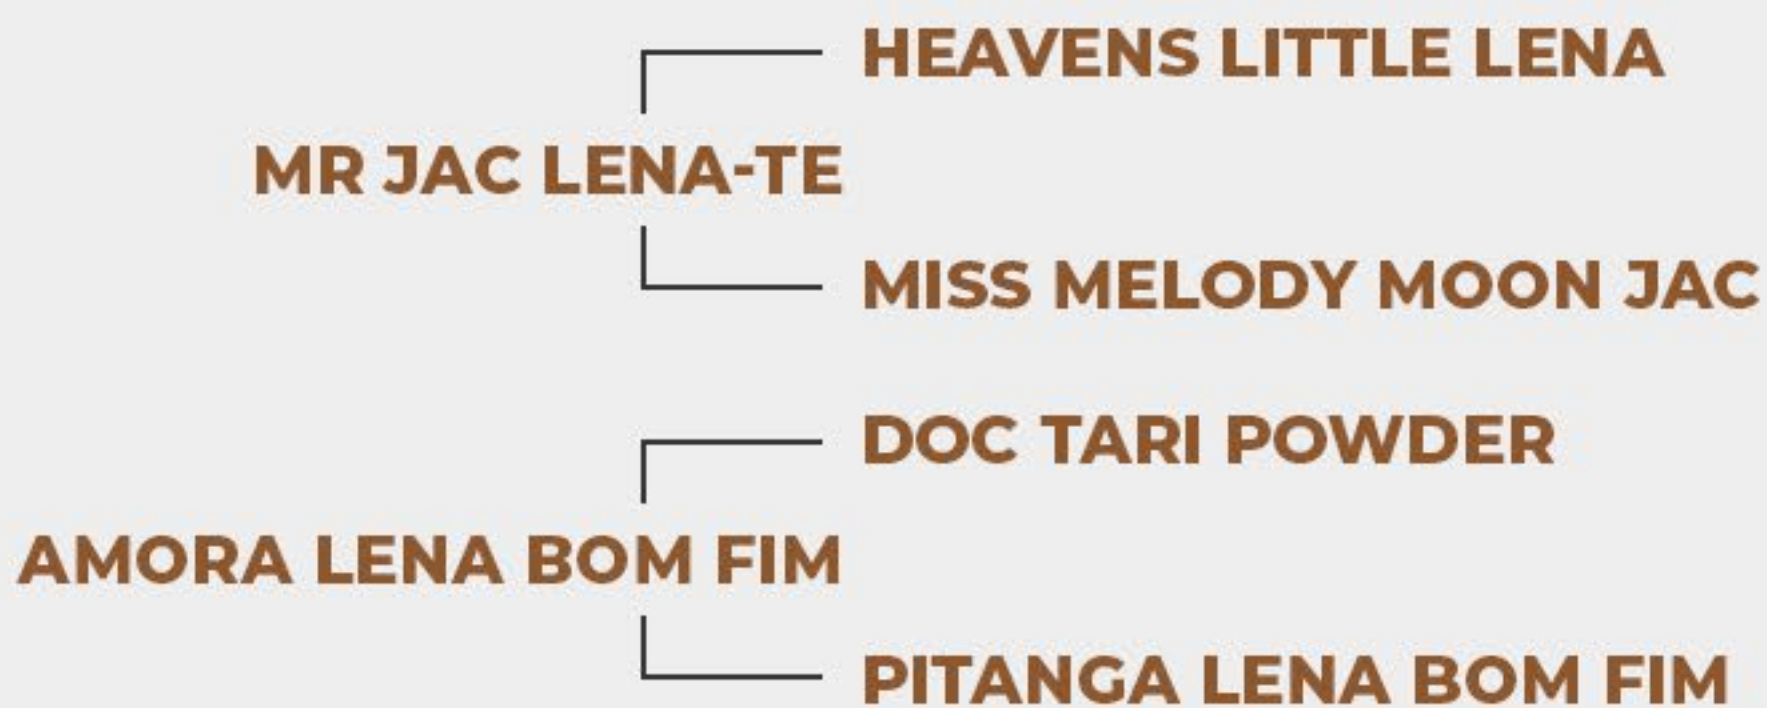 HEAVENS LITTLE LENA
MR JAC LENA-TE
MISS MELODY MOON JAC
DOC TARI POWDER
AMORA LENA BOM FIM
PITANGA LENA BOM FIM